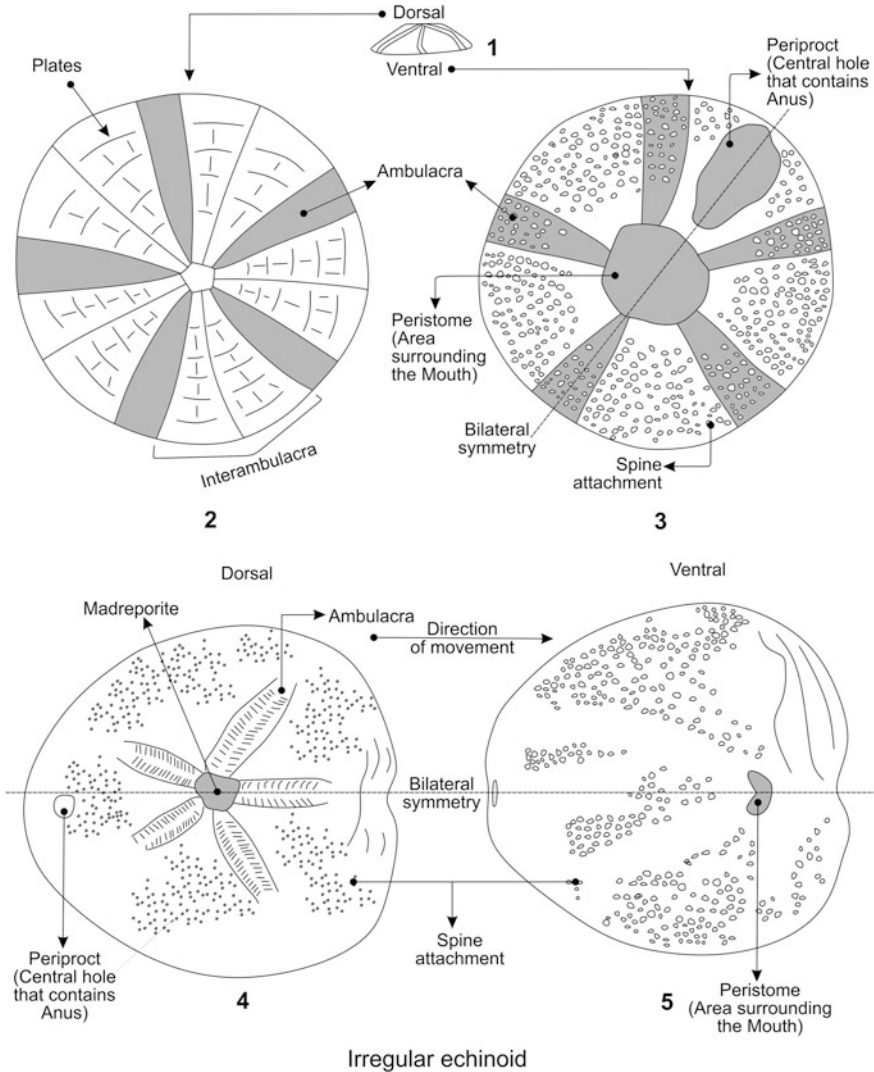 Dorsal
1
Ventral
Plates
Periproct
(Central hole
that contains
Anus)
Ambulacra
Peristome
(Area
surrounding
the Mouth)
Bilateral
symmetry
Spine
attachment
Interambulacra
2
3
Dorsal
Ventral
Madreporite
Ambulacra
Direction
of movement
Bilateral
symmetry
Periproct
(Central hole
that contains
Anus)
Spine
attachment
4
5
Peristome
(Area surrounding
the Mouth)
Irregular echinoid